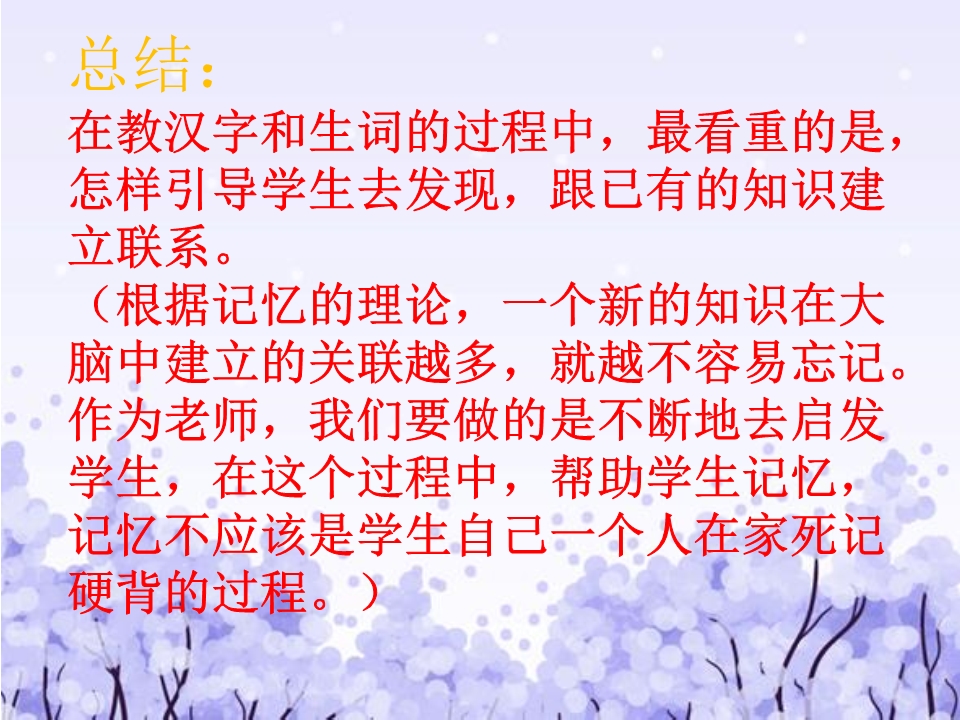 总结：
在教汉字和生词的过程中，最看重的是，
怎样引导学生去发现，跟已有的知识建
立联系。
（根据记忆的理论，一个新的知识在大
脑中建立的关联越多，就越不容易忘记。
作为老师，我们要做的是不断地去启发
学生，在这个过程中，帮助学生记忆，
记忆不应该是学生自己一个人在家死记
硬背的过程。）